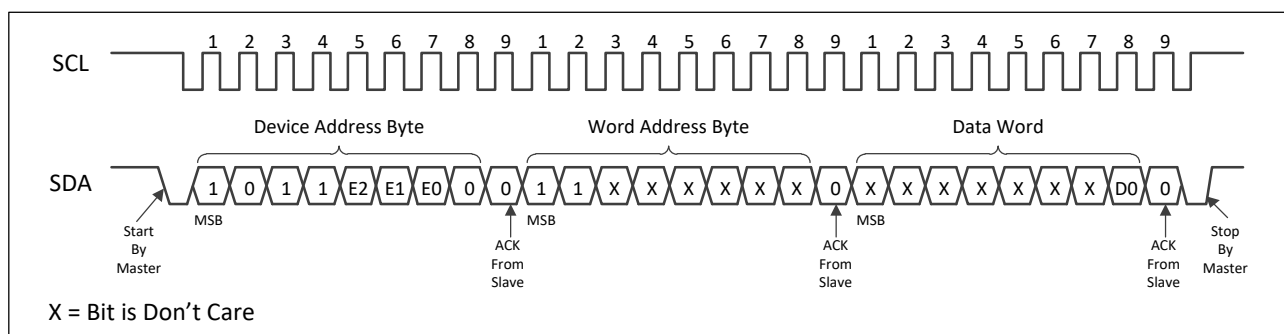 1 2 3 4 5 6 7 8 9 1 2 3 4 5 6 7 8 9 1 2 3 4 5 6 7 8 9
SCL
Device Address Byte Word Address Byte Data Word
SDA 1 0 1 1 E2 E1 E0 0 0 1 1 X X X X X X 0 X X X X X X X D0 0
MSB MSB MSB
Start
By
Master
ACK
From
Slave
ACK
From
Slave
ACK
From
Slave
Stop
By
Master
X = Bit is Don’t Care